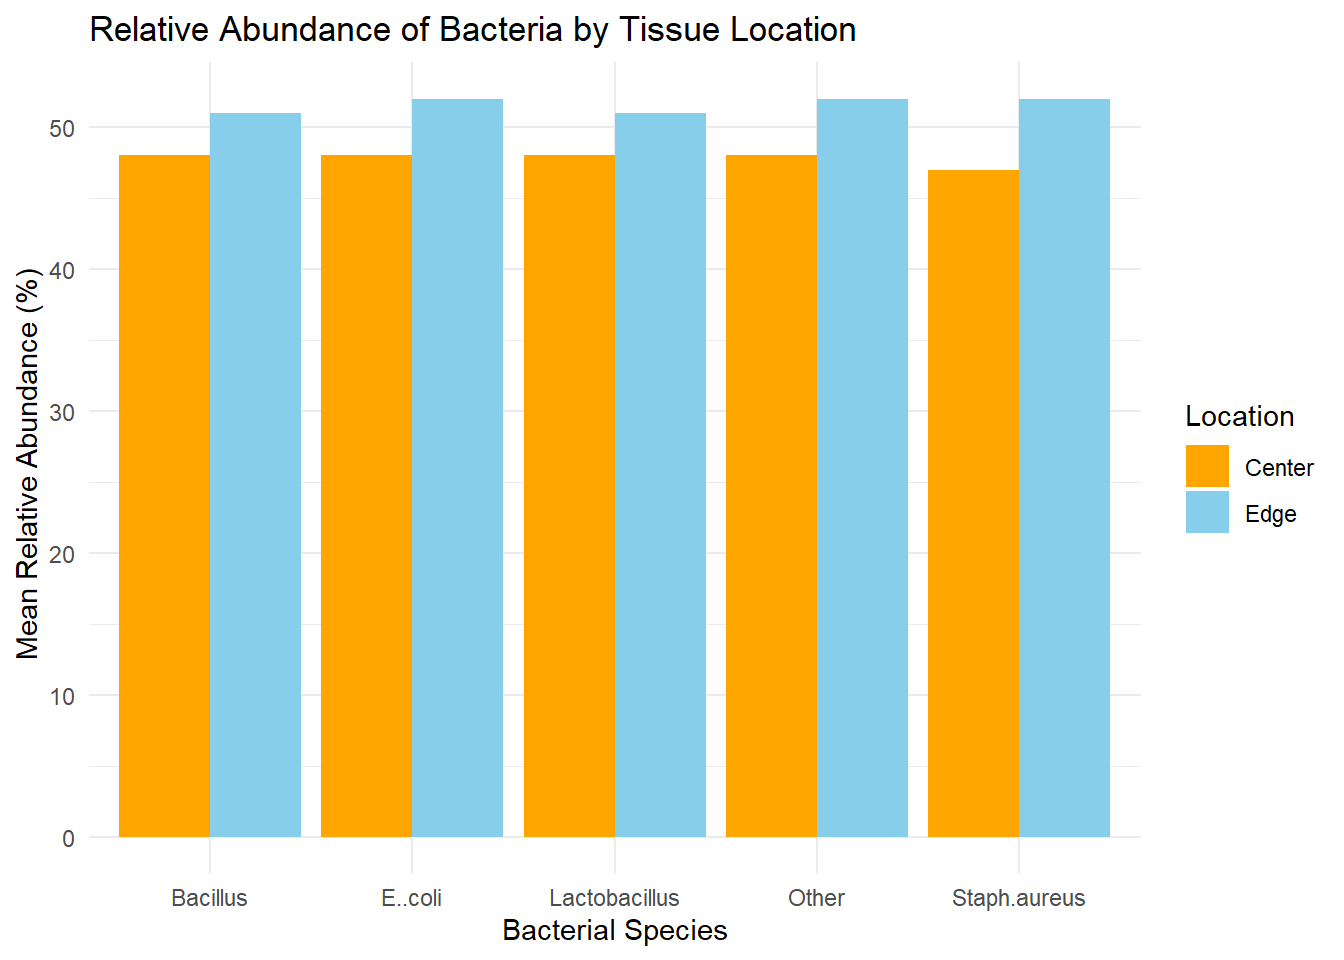 Relative Abundance of Bacteria by Tissue Location
Mean Relative Abundance (%)
50
40
30
20
10
0
Bacillus E..coli Lactobacillus Other Staph.aureus
Bacterial Species
Location
Center
Edge